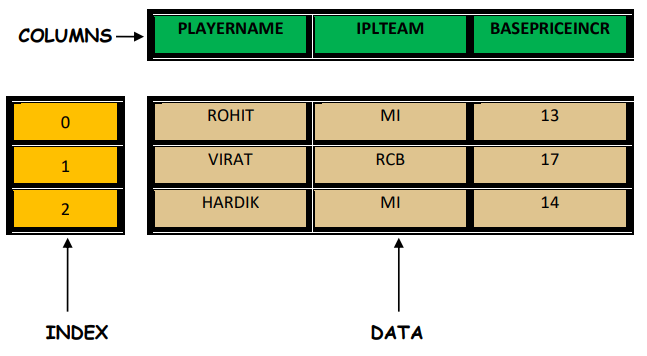 COLUMNS PLAYERNAME IPLTEAM BASEPRICEINCR
0 ROHIT MI 13
1 VIRAT RCB 17
2 HARDIK MI 14
INDEX DATA